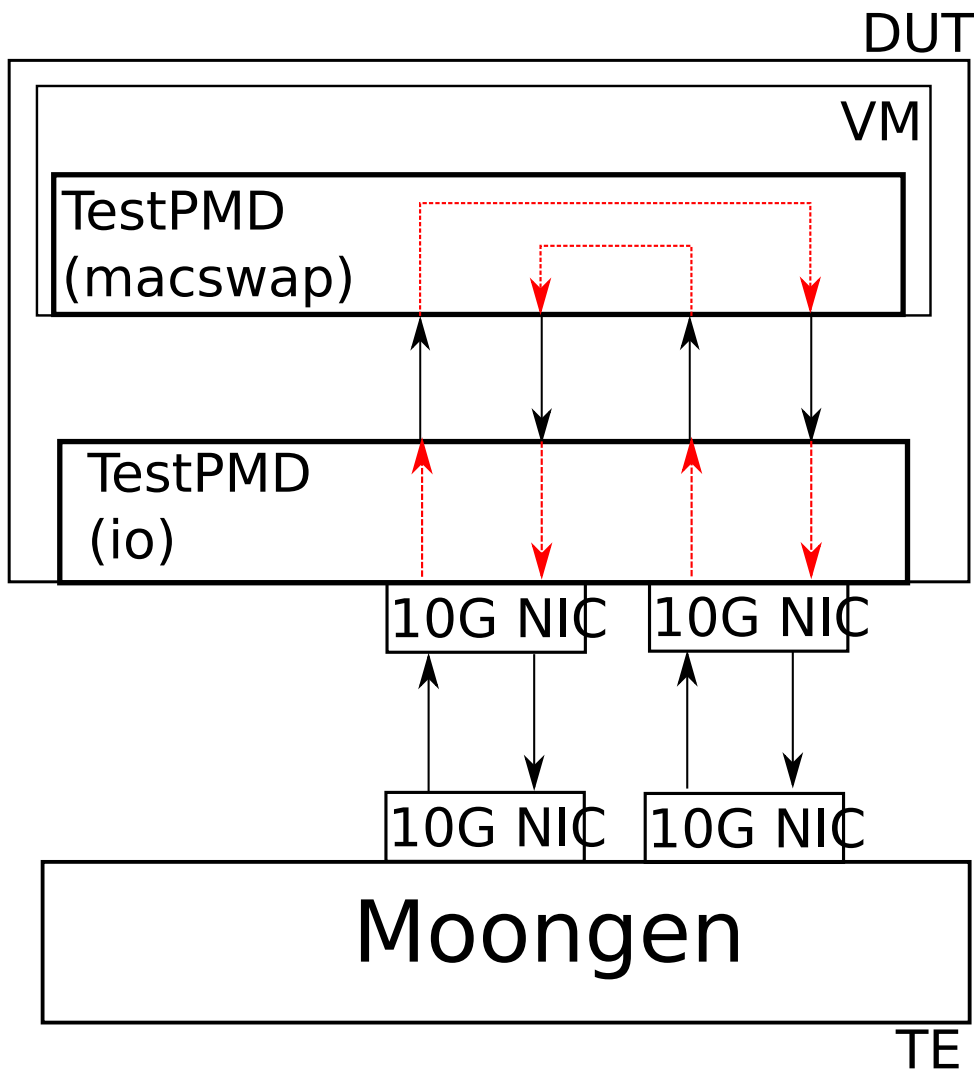 DUT
VM
TestPMD
(macswap)
TestPMD
(io)
10G NIC
10G NIC
10G NIC
10G NIC
Moongen
TE